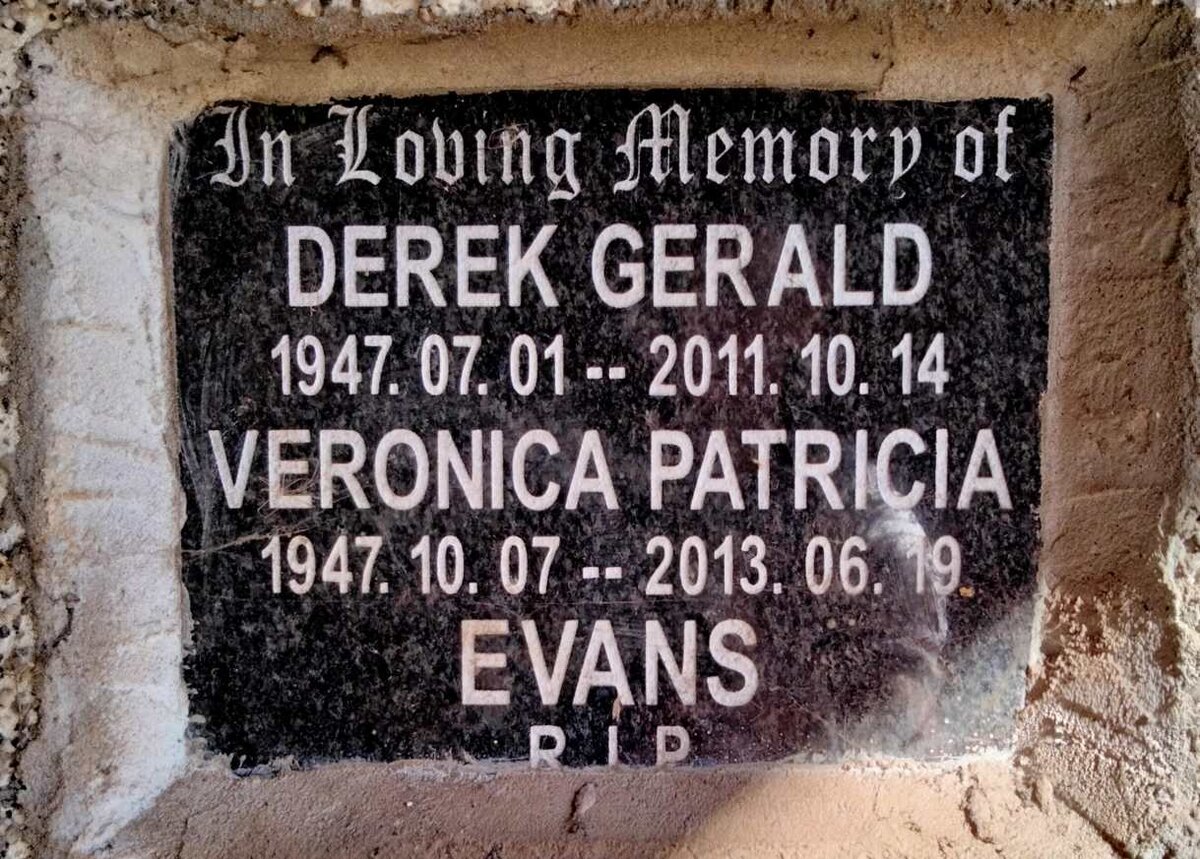 In Loving Memory of
DEREK GERALD
1947. 07. 01 -- 2011. 10. 14
VERONICA PATRICIA
1947. 10. 07 -- 2013. 06. 19
EVANS
R I P